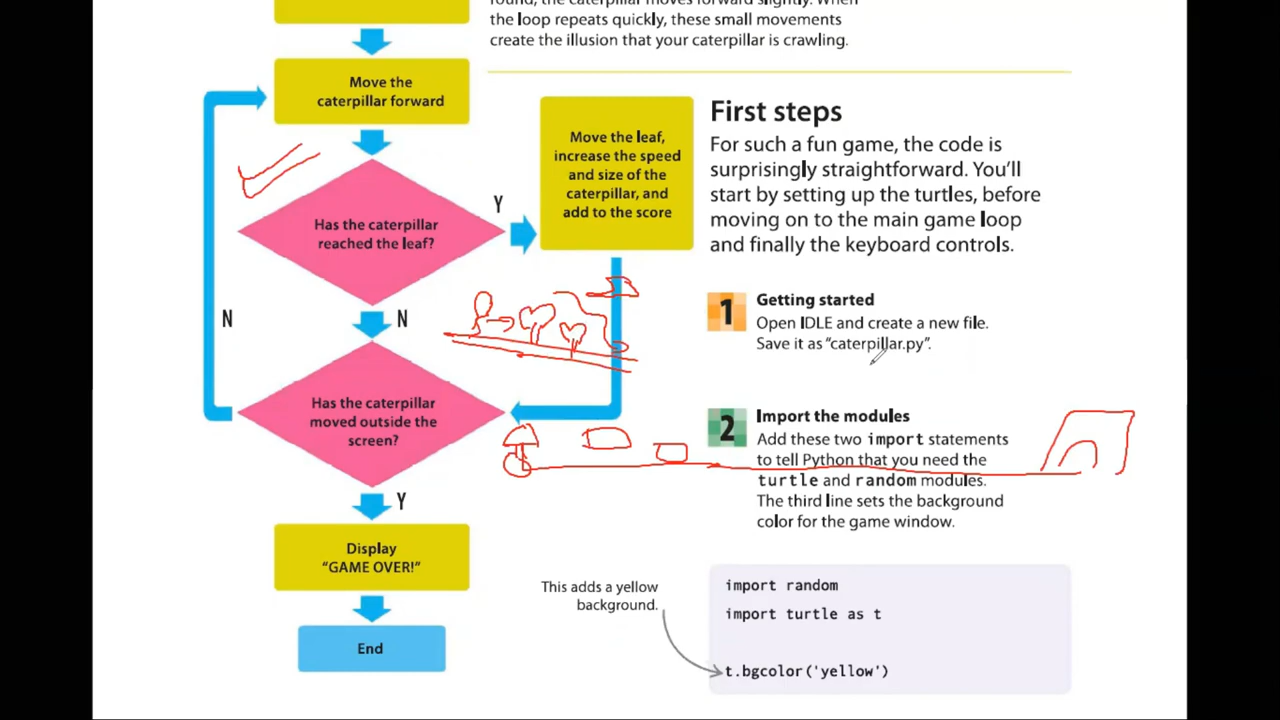 round, the caterpillar moves forward slightly. When
the loop repeats quickly, these small movements
create the illusion that your caterpillar is crawling.
Move the
caterpillar forward
Has the caterpillar
reached the leaf?
Y
Move the leaf,
increase the speed
and size of the
caterpillar, and
add to the score
N
N
Has the caterpillar
moved outside the
screen?
Y
Display
“GAME OVER!”
End
First steps
For such a fun game, the code is
surprisingly straightforward. You’ll
start by setting up the turtles, before
moving on to the main game loop
and finally the keyboard controls.
1
Getting started
Open IDLE and create a new file.
Save it as “caterpillar.py”.
2
Import the modules
Add these two import statements
to tell Python that you need the
turtle and random modules.
The third line sets the background
color for the game window.
This adds a yellow
background.
import random
import turtle as t
t.bgcolor('yellow')